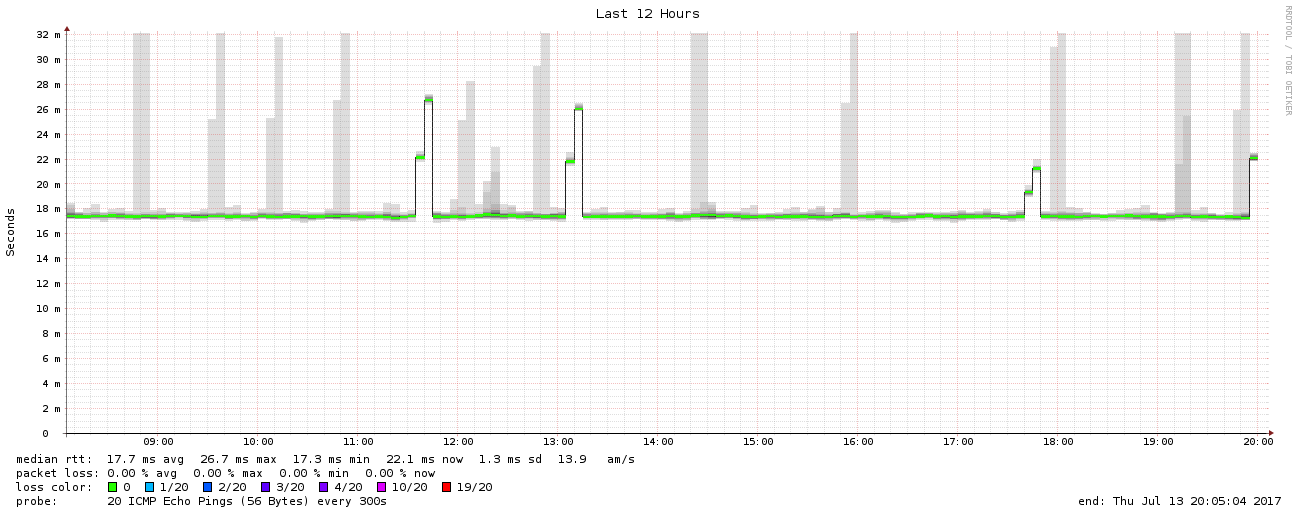 Last 12 Hours
RRDTOOL / TOBI OETIKER
Seconds
32 m
30 m
28 m
26 m
24 m
22 m
20 m
18 m
16 m
14 m
12 m
10 m
8 m
6 m
4 m
2 m
0
09:00 10:00 11:00 12:00 13:00 14:00 15:00 16:00 17:00 18:00 19:00 20:00
median rtt: 17.7 ms avg 26.7 ms max 17.3 ms min 22.1 ms now 1.3 ms sd 13.9 am/s
packet loss: 0.00 % avg 0.00 % max 0.00 % min 0.00 % now
loss color: 0 1/20 2/20 3/20 4/20 10/20 19/20
probe: 20 ICMP Echo Pings (56 Bytes) every 300s end: Thu Jul 13 20:05:04 2017